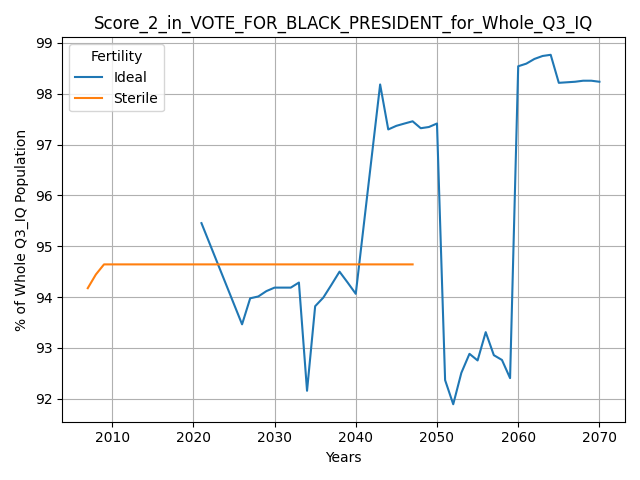 Score_2_in_VOTE_FOR_BLACK_PRESIDENT_for_Whole_Q3_IQ
Fertility
Ideal
Sterile
% of Whole Q3_IQ Population
99
98
97
96
95
94
93
92
2010
2020
2030
2040
2050
2060
2070
Years